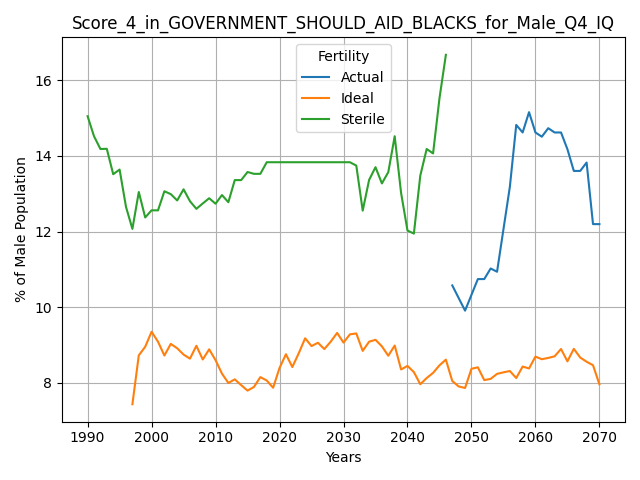 Score_4_in_GOVERNMENT_SHOULD_AID_BLACKS_for_Male_Q4_IQ
Fertility
Actual
Ideal
Sterile
% of Male Population
16
14
12
10
8
1990 2000 2010 2020 2030 2040 2050 2060 2070
Years